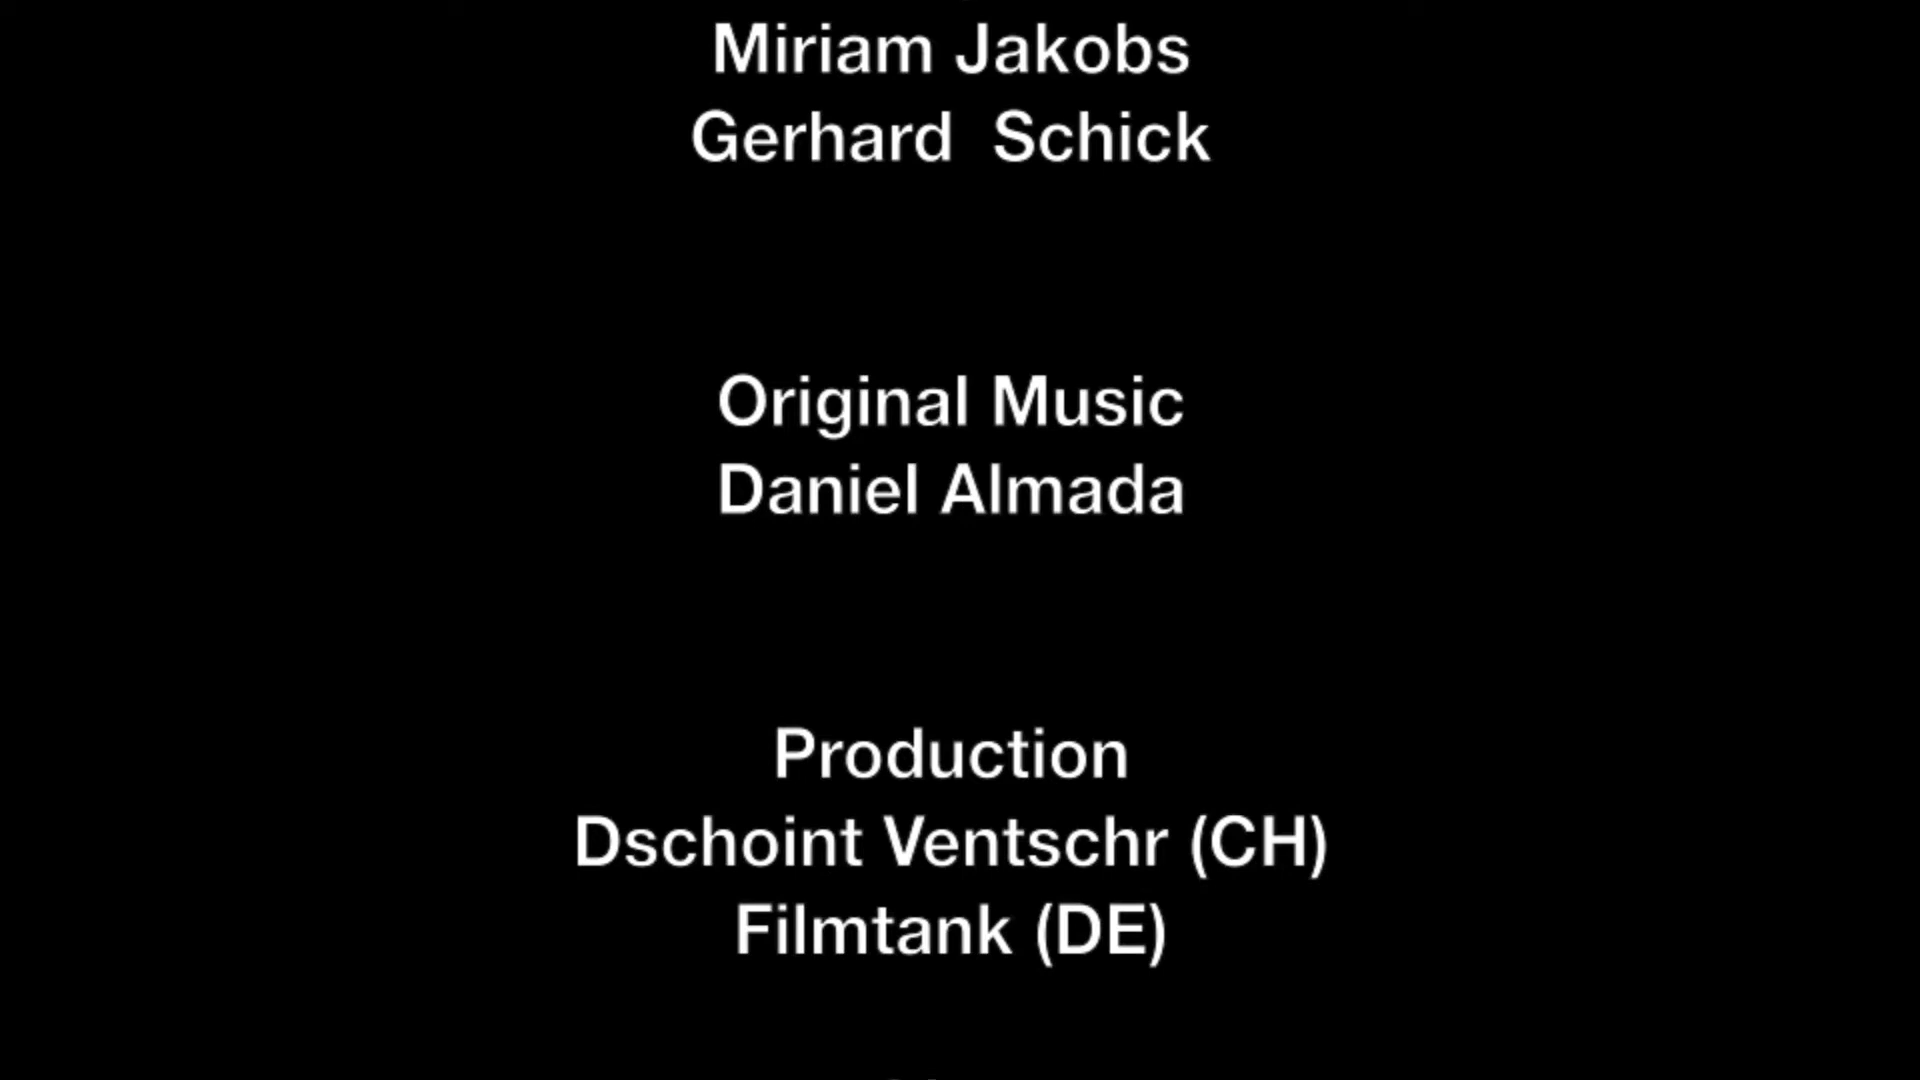 Miriam Jakobs
Gerhard  Schick
Original Music
Daniel Almada
Production
Dschoint Ventschr (CH)
Filmtank (DE)